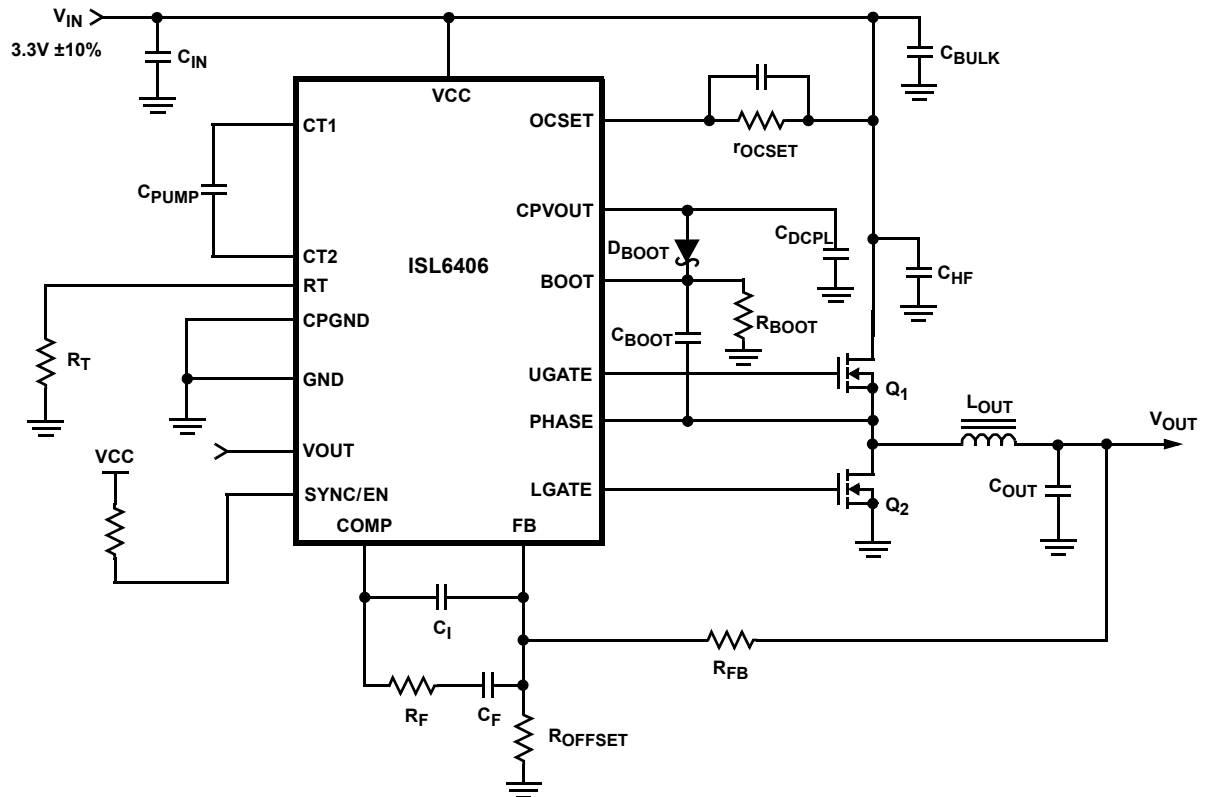 VIN
3.3V ±10%
CIN
VCC
CBULK
CT1
OCSET
rOCSET
CPUMP
CPVOUT
DBOOT
CDCPL
CT2
ISL6406
BOOT
CHF
RT
CBOOT
RBOOT
CPGND
RT
GND
UGATE
Q1
LOUT
PHASE
VOUT
VOUT
VCC
SYNC/EN
LGATE
Q2
COUT
COMP
FB
CI
RFB
RF
CF
ROFFSET